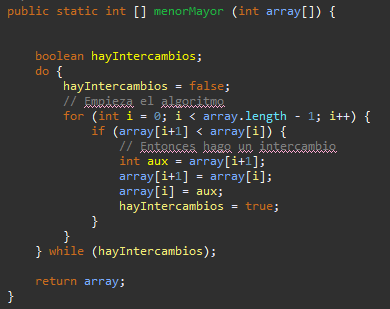 public static int [] menorMayor (int array[]) {
boolean hayIntercambios;
do {
hayIntercambios = false;
// Empieza el algoritmo
for (int i = 0; i < array.length - 1; i++) {
if (array[i+1] < array[i]) {
// Entonces hago un intercambio
int aux = array[i+1];
array[i+1] = array[i];
array[i] = aux;
hayIntercambios = true;
}
}
} while (hayIntercambios);
return array;
}